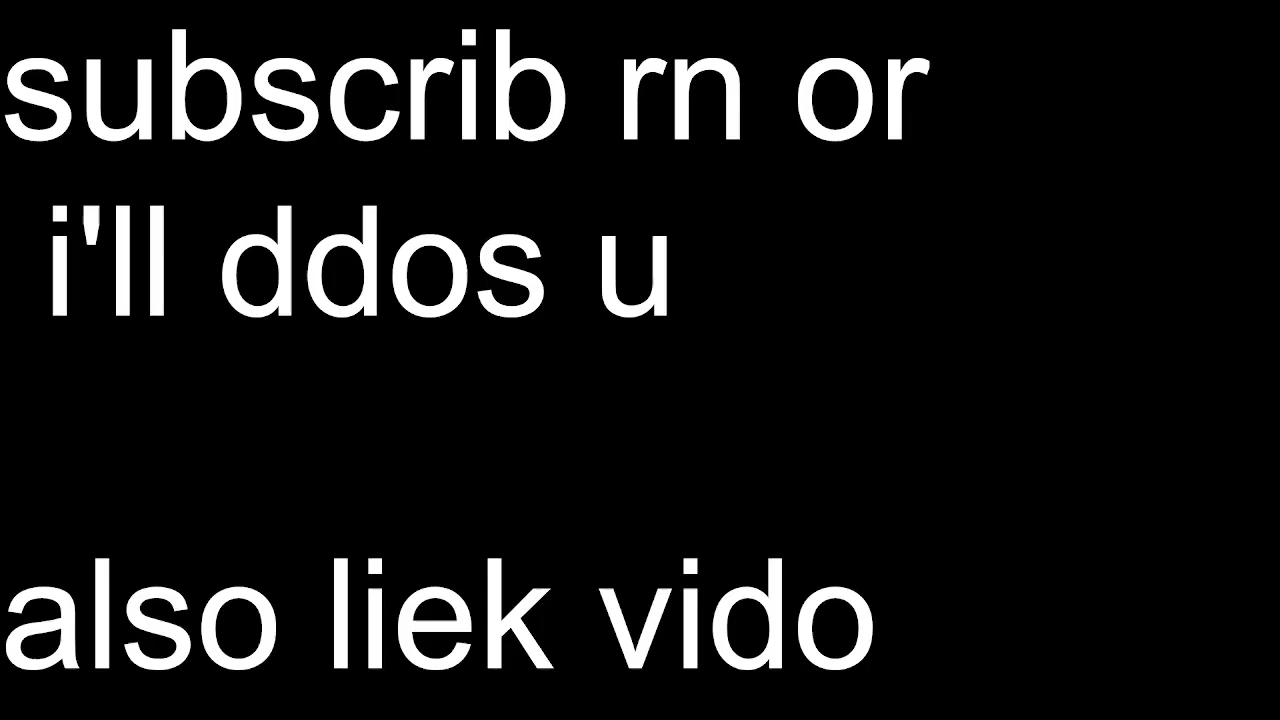 subscrib rn or
i'll ddos u
also liek vido